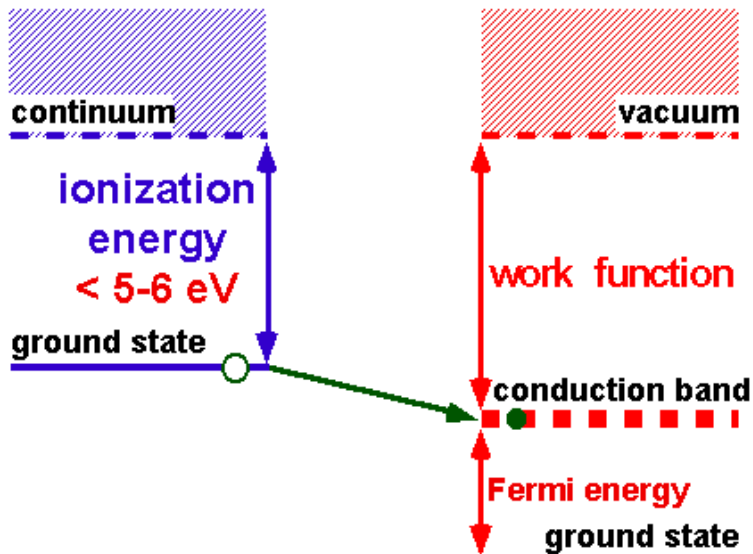 continuum
ionization
energy
< 5-6 eV
ground state
vacuum
work function
conduction band
Fermi energy
ground state